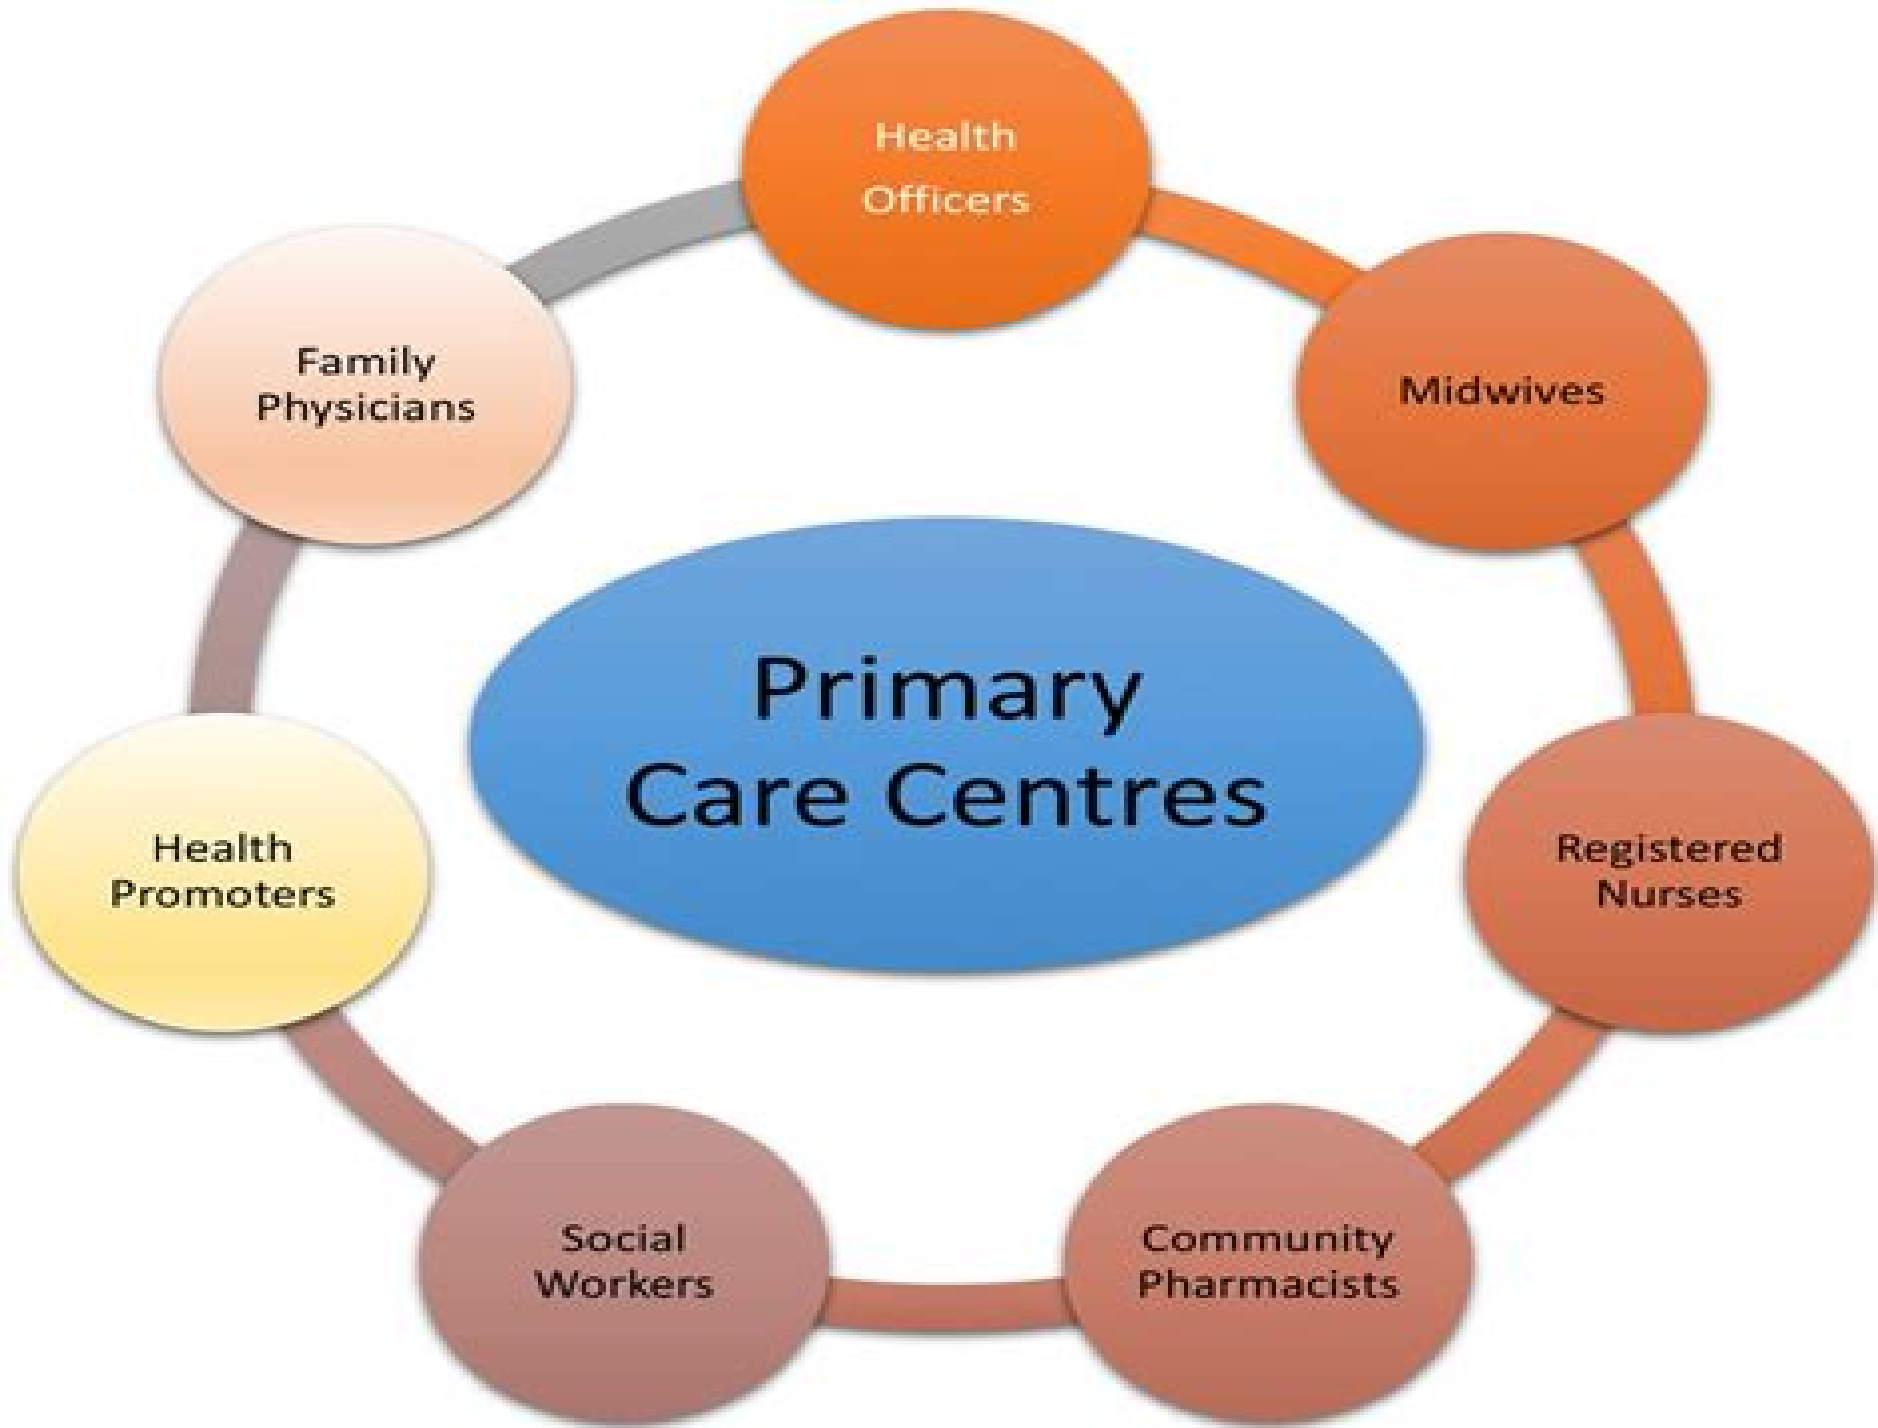 Health
Officers
Midwives
Registered
Nurses
Community
Pharmacists
Social
Workers
Health
Promoters
Family
Physicians
Primary
Care Centres